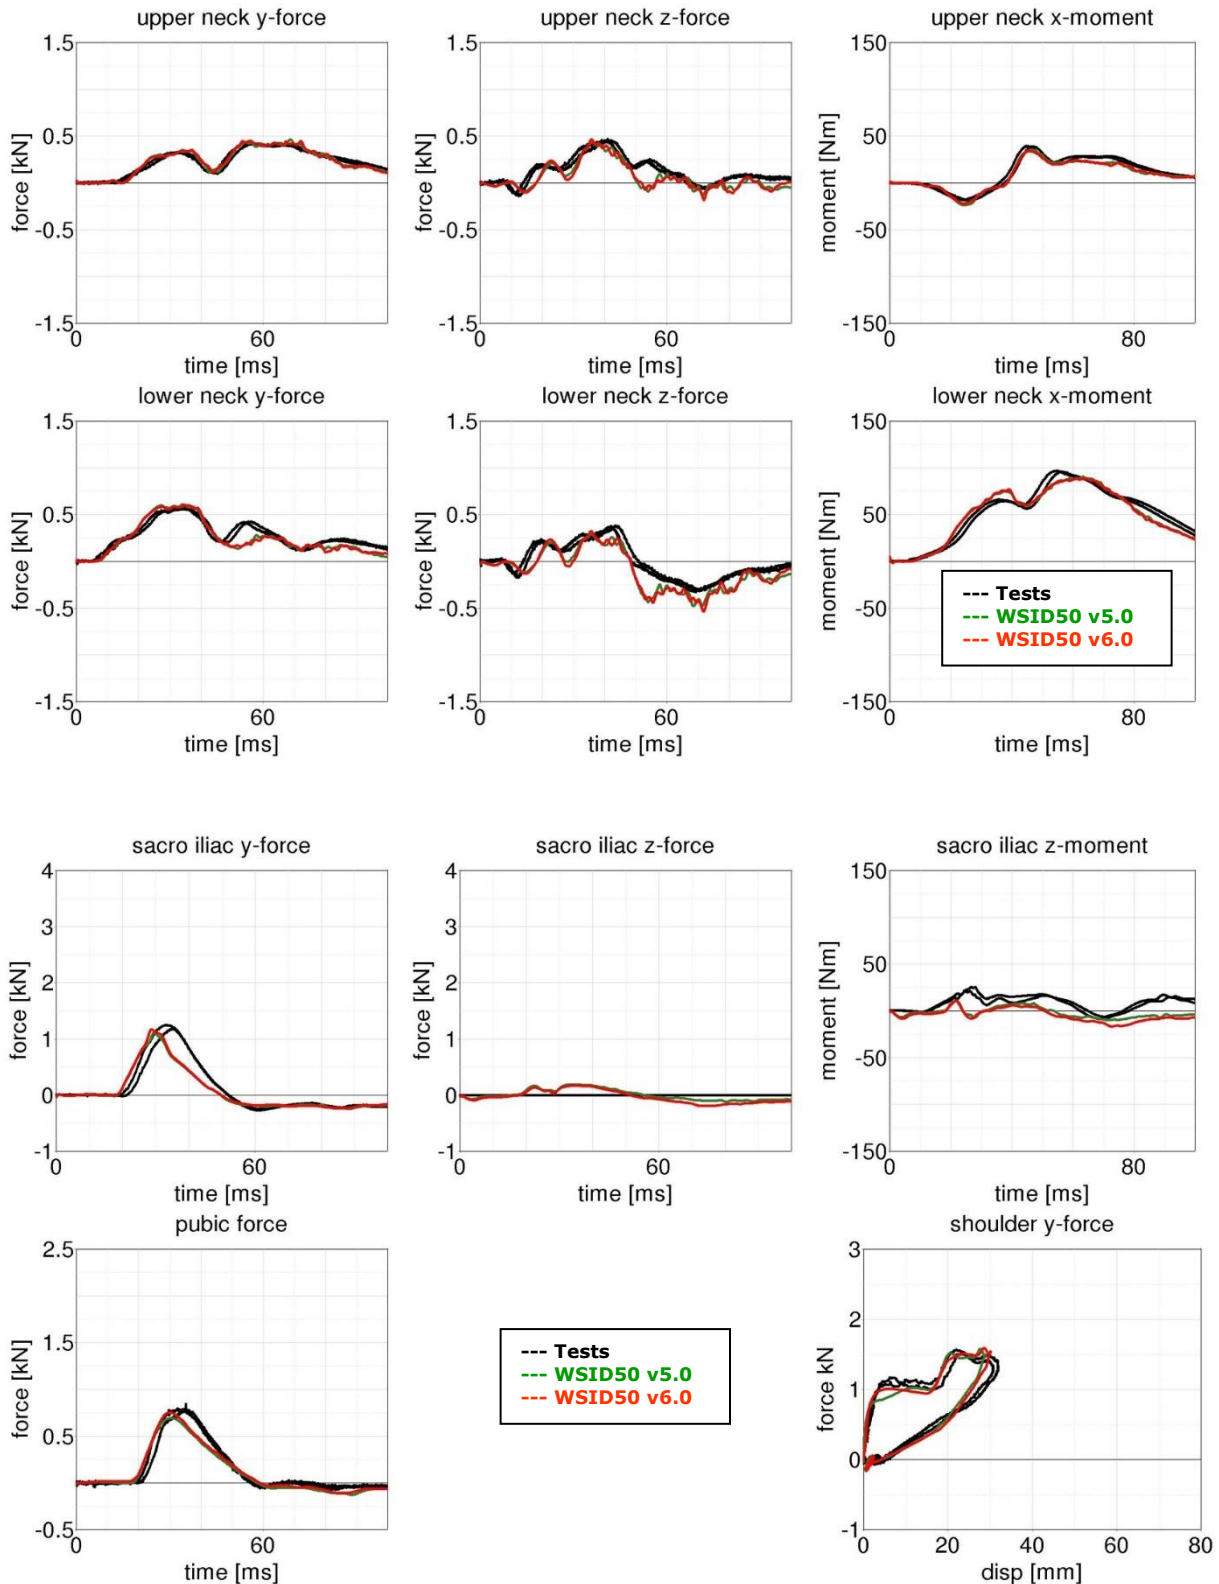 upper neck y-force
upper neck z-force
upper neck x-moment
1.5
0.5
-0.5
-1.5
force [kN]
0
60
time [ms]
1.5
0.5
-0.5
-1.5
force [kN]
0
60
time [ms]
150
50
-50
-150
moment [Nm]
0
80
time [ms]
lower neck y-force
lower neck z-force
lower neck x-moment
1.5
0.5
-0.5
-1.5
force [kN]
0
60
time [ms]
1.5
0.5
-0.5
-1.5
force [kN]
0
60
time [ms]
150
50
-50
-150
moment [Nm]
--- Tests
--- WSID50 v5.0
--- WSID50 v6.0
0
80
time [ms]
sacro iliac y-force
sacro iliac z-force
sacro iliac z-moment
4
3
2
1
0
-1
force [kN]
0
60
time [ms]
4
3
2
1
0
-1
force [kN]
0
60
time [ms]
150
50
-50
-150
moment [Nm]
0
80
time [ms]
pubic force
shoulder y-force
2.5
1.5
0.5
-0.5
force [kN]
0
60
time [ms]
--- Tests
--- WSID50 v5.0
--- WSID50 v6.0
3
2
1
0
-1
force kN
0
20
40
60
80
disp [mm]